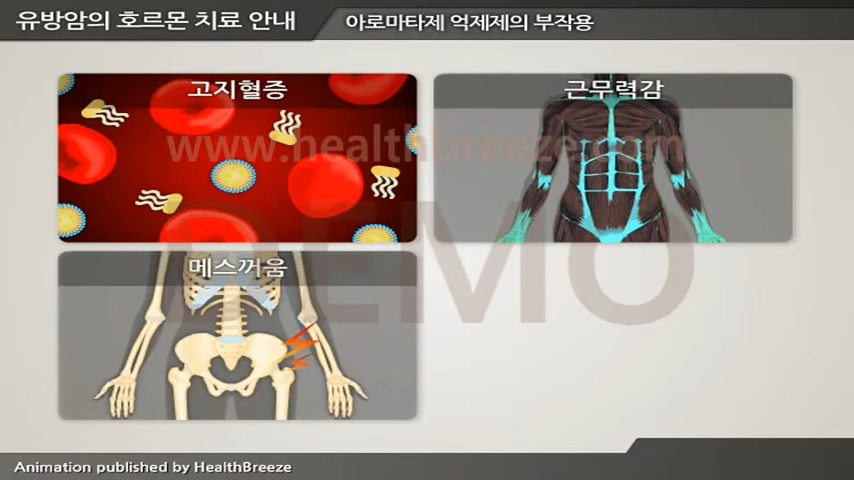 유방암의 호르몬 치료 안내
아로마타제 억제제의 부작용
고지혈증
근무력감
www.healthbreeze.com
DEMO
메스꺼움
Animation published by HealthBreeze